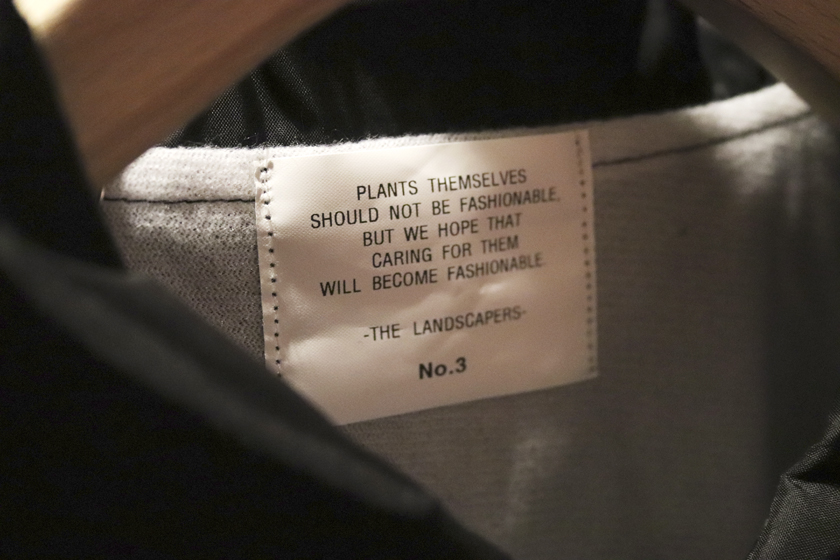 PLANTS THEMSELVES
SHOULD NOT BE FASHIONABLE,
BUT WE HOPE THAT
CARING FOR THEM
WILL BECOME FASHIONABLE.
-THE LANDSCAPERS-
No.3